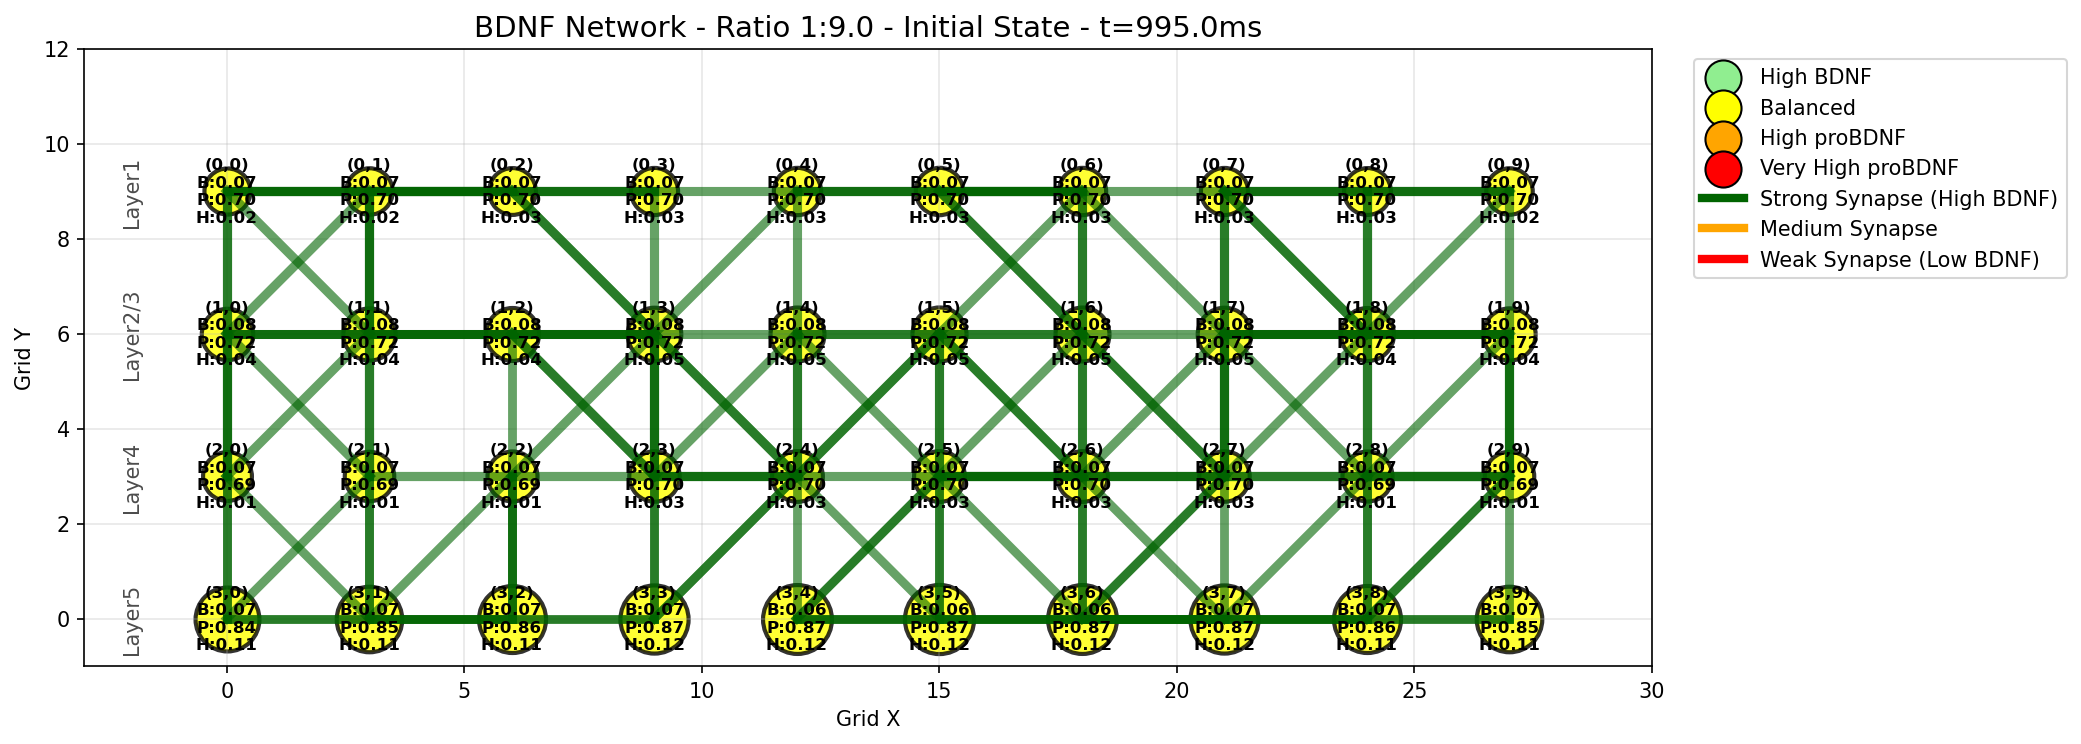 BDNF Network - Ratio 1:9.0 - Initial State - t=995.0ms
12
10
8
6
4
2
0
Grid Y
Layer1
Layer2/3
Layer4
Layer5
(0,0)
B:0.07
P:0.70
H:0.02
(0,1)
B:0.07
P:0.70
H:0.02
(0,2)
B:0.07
P:0.70
H:0.03
(0,3)
B:0.07
P:0.70
H:0.03
(0,4)
B:0.07
P:0.70
H:0.03
(0,5)
B:0.07
P:0.70
H:0.03
(0,6)
B:0.07
P:0.70
H:0.03
(0,7)
B:0.07
P:0.70
H:0.03
(0,8)
B:0.07
P:0.70
H:0.03
(0,9)
B:0.07
P:0.70
H:0.02
(1,0)
B:0.08
P:0.72
H:0.04
(1,1)
B:0.08
P:0.72
H:0.04
(1,2)
B:0.08
P:0.72
H:0.04
(1,3)
B:0.08
P:0.72
H:0.05
(1,4)
B:0.08
P:0.72
H:0.05
(1,5)
B:0.08
P:0.72
H:0.05
(1,6)
B:0.08
P:0.72
H:0.05
(1,7)
B:0.08
P:0.72
H:0.05
(1,8)
B:0.08
P:0.72
H:0.04
(1,9)
B:0.08
P:0.72
H:0.04
(2,0)
B:0.07
P:0.69
H:0.01
(2,1)
B:0.07
P:0.69
H:0.01
(2,2)
B:0.07
P:0.69
H:0.01
(2,3)
B:0.07
P:0.70
H:0.03
(2,4)
B:0.07
P:0.70
H:0.03
(2,5)
B:0.07
P:0.70
H:0.03
(2,6)
B:0.07
P:0.70
H:0.03
(2,7)
B:0.07
P:0.70
H:0.03
(2,8)
B:0.07
P:0.69
H:0.01
(2,9)
B:0.07
P:0.69
H:0.01
(3,0)
B:0.07
P:0.84
H:0.11
(3,1)
B:0.07
P:0.85
H:0.11
(3,2)
B:0.07
P:0.86
H:0.11
(3,3)
B:0.07
P:0.87
H:0.12
(3,4)
B:0.06
P:0.87
H:0.12
(3,5)
B:0.06
P:0.87
H:0.12
(3,6)
B:0.06
P:0.87
H:0.12
(3,7)
B:0.07
P:0.87
H:0.12
(3,8)
B:0.07
P:0.86
H:0.11
(3,9)
B:0.07
P:0.85
H:0.11
0 5 10 15 20 25 30
Grid X
High BDNF
Balanced
High proBDNF
Very High proBDNF
Strong Synapse (High BDNF)
Medium Synapse
Weak Synapse (Low BDNF)